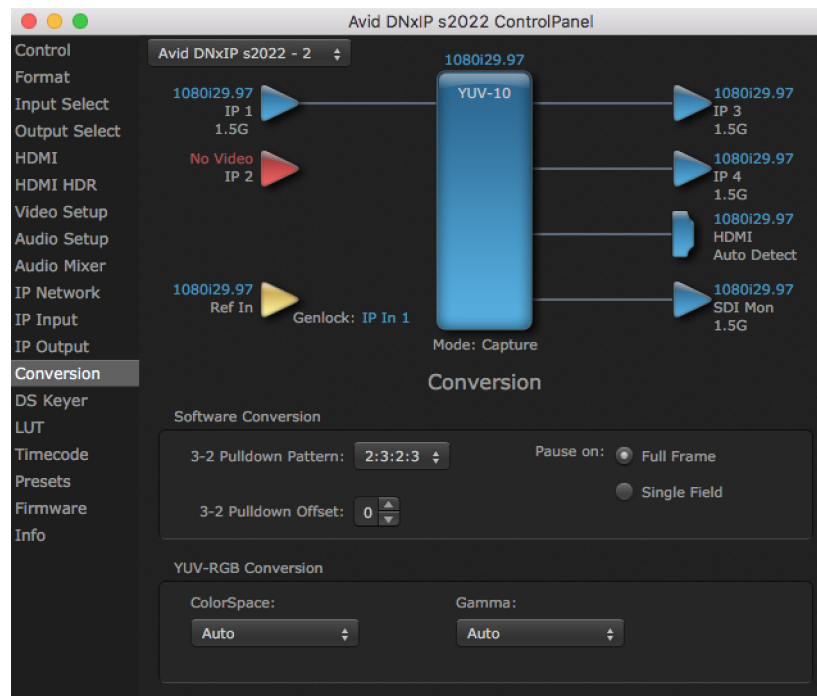 Avid DNxIP s2022 ControlPanel
Control
Format
Input Select
Output Select
HDMI
HDMI HDR
Video Setup
Audio Setup
Audio Mixer
IP Network
IP Input
IP Output
Conversion
DS Keyer
LUT
Timecode
Presets
Firmware
Info
Avid DNxIP s2022 - 2
1080i29.97
IP 1
1.5G
No Video
IP 2
1080i29.97
Ref In
Genlock: IP In 1
1080i29.97
YUV-10
Mode: Capture
1080i29.97
IP 3
1.5G
1080i29.97
IP 4
1.5G
1080i29.97
HDMI
Auto Detect
1080i29.97
SDI Mon
1.5G
Conversion
Software Conversion
3-2 Pulldown Pattern: 2:3:2:3
Pause on: Full Frame
Single Field
3-2 Pulldown Offset: 0
YUV-RGB Conversion
ColorSpace:
Auto
Gamma:
Auto